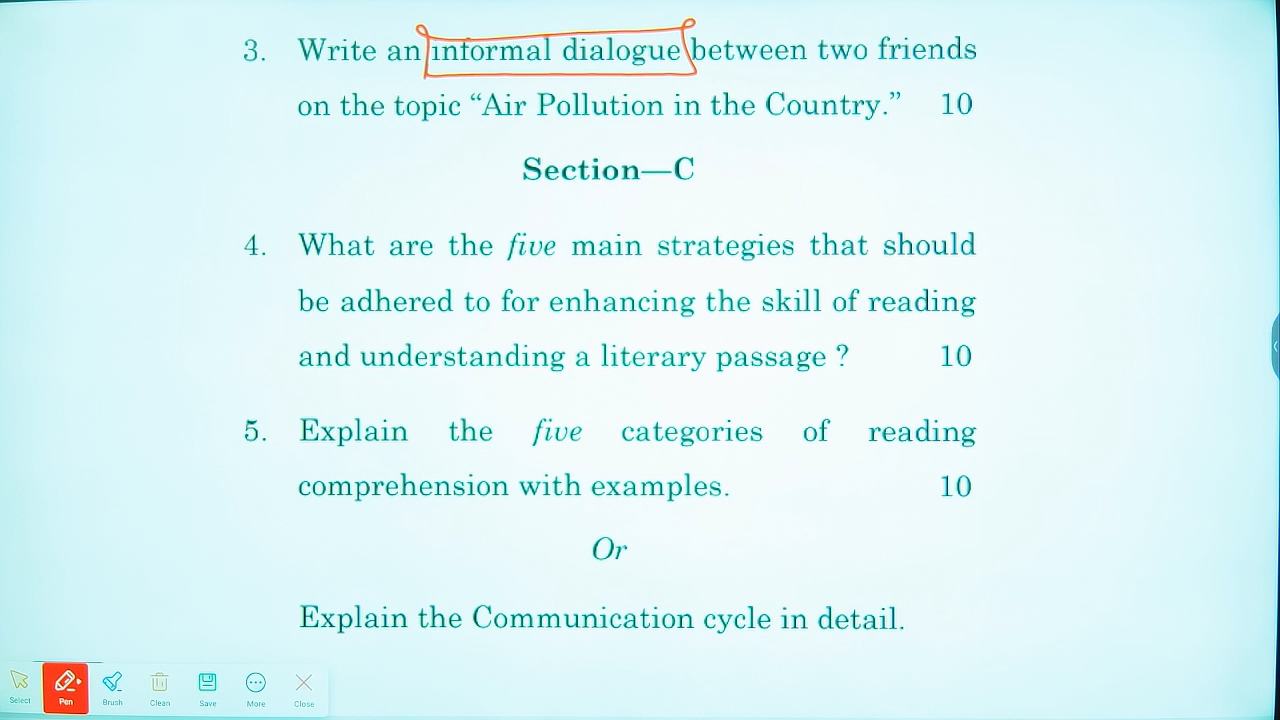 3. Write an informal dialogue between two friends
on the topic “Air Pollution in the Country.” 10
Section—C
4. What are the five main strategies that should
be adhered to for enhancing the skill of reading
and understanding a literary passage ? 10
5. Explain the five categories of reading
comprehension with examples. 10
Or
Explain the Communication cycle in detail.
Select Pen Brush Clean Save More Close